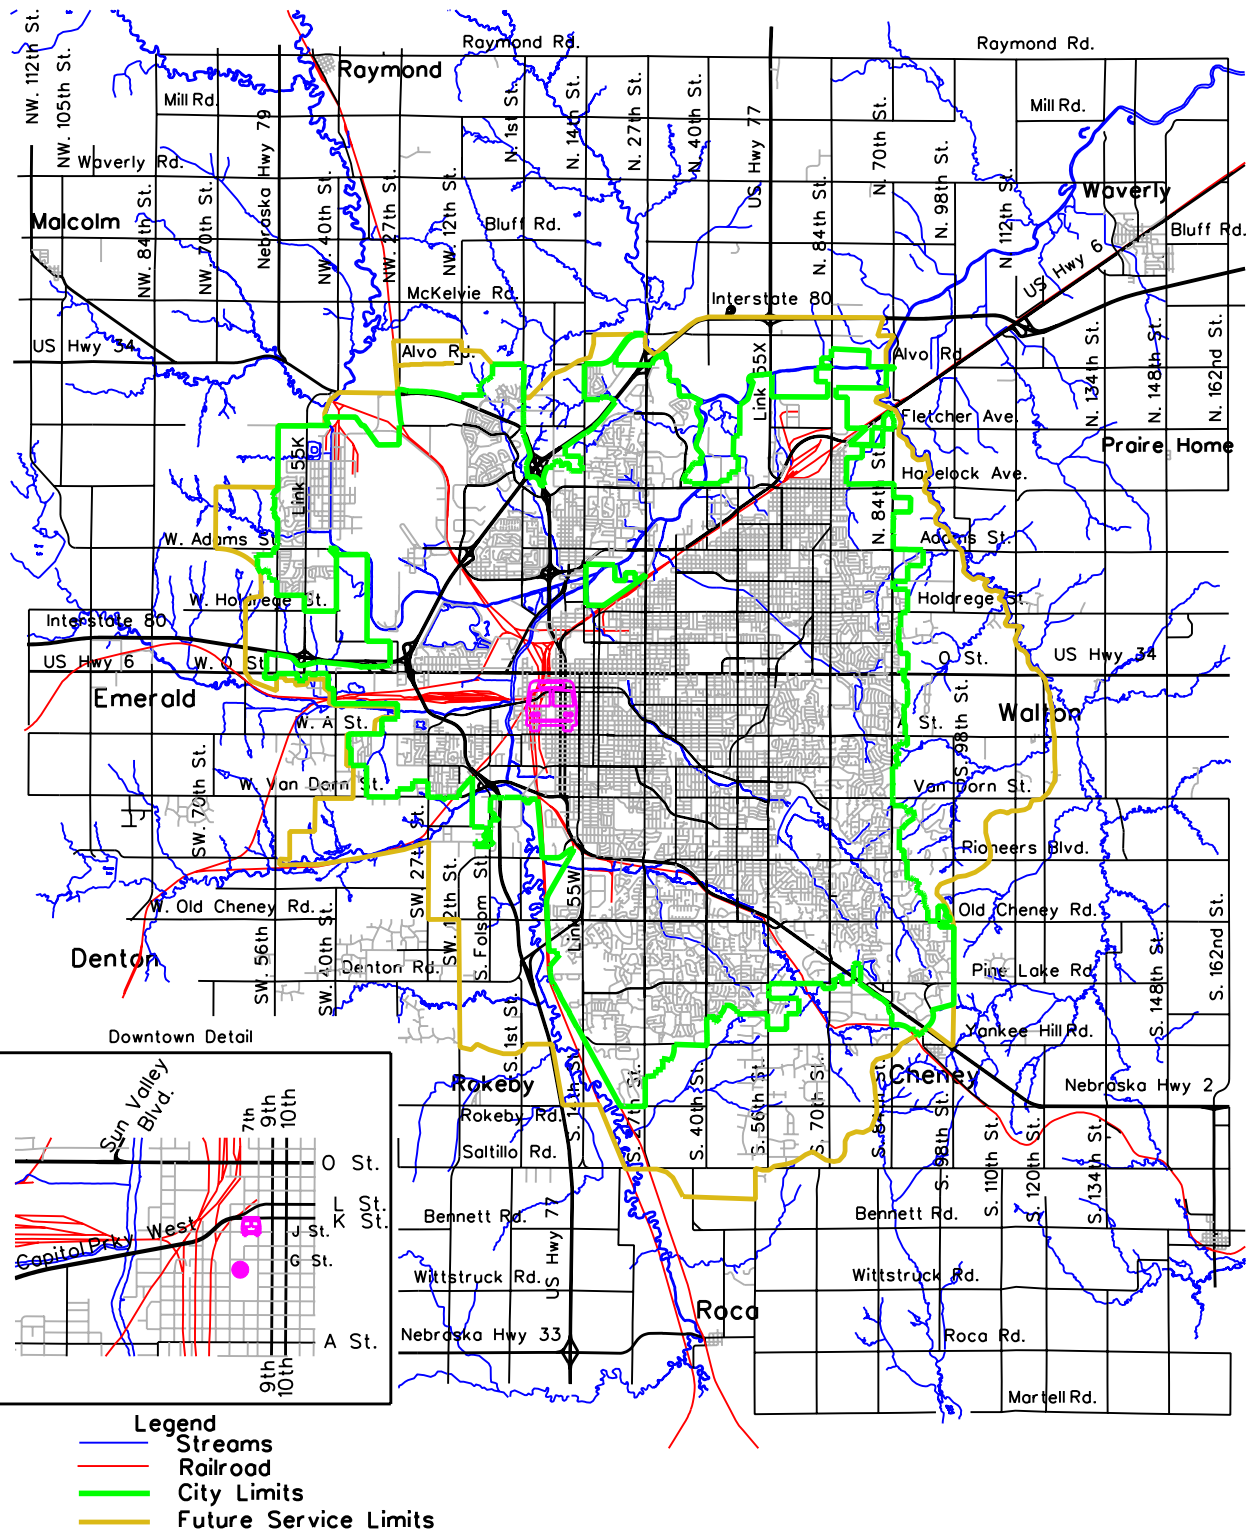 Raymond Rd.
Raymond Rd.
NW. 112th St.
NW. 105th St.
Raymond
Mill Rd.
Mill Rd.
Nebraska Hwy 79
N. 1st St.
N. 14th St.
N. 27th St.
N. 40th St.
US Hwy 77
N. 70th St.
N. 98th St.
Waverly Rd.
Waverly
Malcolm
NW. 84th St.
NW. 70th St.
NW. 40th St.
NW. 27th St.
NW. 12th St.
Bluff Rd.
N. 84th St.
N. 112th St.
Bluff Rd.
US Hwy 6
McKelvie Rd.
Interstate 80
US Hwy 34
Alvo Rd.
Link 55X
Alvo Rd.
N. 134th St.
N. 148th St.
N. 162nd St.
Fletcher Ave.
Link 55K
Praire Home
Havelock Ave.
N. 84th St.
W. Adams St.
Adams St.
W. Holdrege St.
Holdrege St.
Interstate 80
US Hwy 6
W. O St.
O St.
US Hwy 34
Emerald
Walton
W. A St.
A St.
S. 98th St.
W. Van Dorn St.
Van Dorn St.
SW. 70th St.
SW. 27th St.
Pioneers Blvd.
W. Old Cheney Rd.
Old Cheney Rd.
SW. 56th St.
SW. 40th St.
SW. 12th St.
S. Folsom St.
Link 55W
Denton
Denton Rd.
Pine Lake Rd.
S. 148th St.
S. 162nd St.
Downtown Detail
S. 1st St.
Yankee Hill Rd.
Rokeby
Cheney
Nebraska Hwy 2
Rokeby Rd.
Saltillo Rd.
S. 14th St.
S. 27th St.
S. 40th St.
S. 56th St.
S. 70th St.
S. 84th St.
S. 98th St.
S. 110th St.
S. 120th St.
S. 134th St.
Sun Valley
Blvd.
7th
9th
10th
O St.
L St.
K St.
J St.
G St.
Capitol Prky West
A St.
9th
10th
Bennett Rd.
Bennett Rd.
US Hwy 77
Wittstruck Rd.
Wittstruck Rd.
Roca
Nebraska Hwy 33
Roca Rd.
Martell Rd.
Legend
Streams
Railroad
City Limits
Future Service Limits